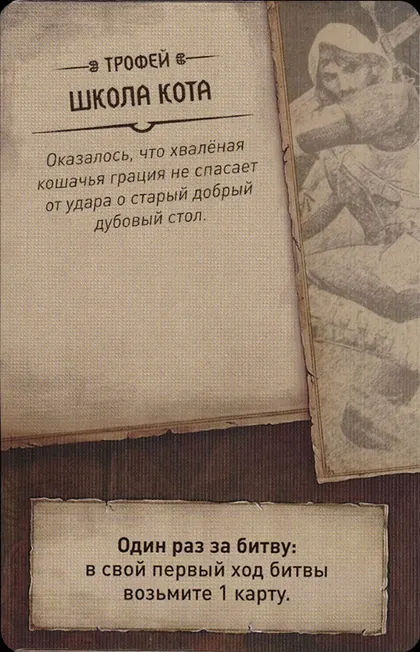 ТРОФЕЙ
ШКОЛА КОТА
Оказалось, что хвалёная
кошачья грация не спасает
от удара о старый добрый
дубовый стол.
Один раз за битву:
в свой первый ход битвы
возьмите 1 карту.